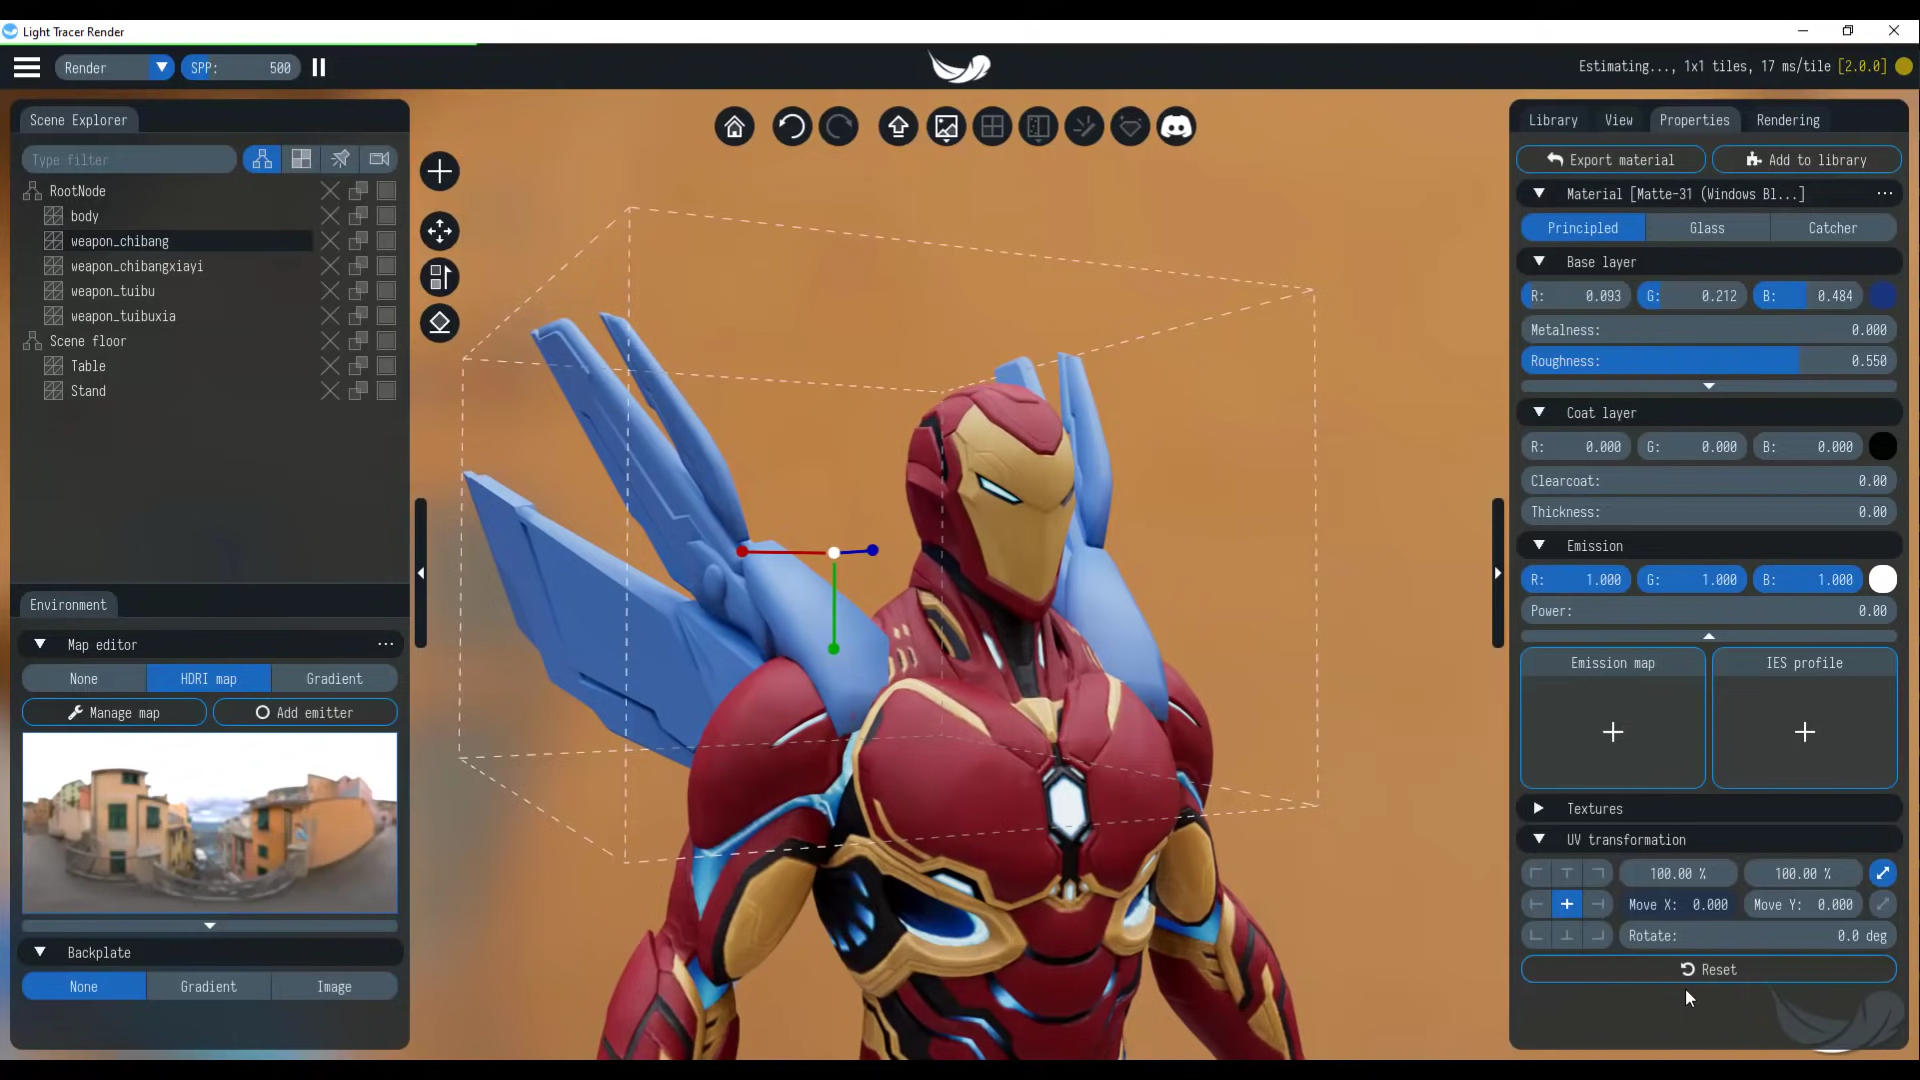 Light Tracer Render
Render
SPP: 500
Estimating..., 1x1 tiles, 17 ms/tile [2.0.0]
Scene Explorer
Type filter
RootNode
body
weapon_chibang
weapon_chibangxiayi
weapon_tuibu
weapon_tuibuxia
Scene floor
Table
Stand
Environment
Map editor
None HDRI map Gradient
Manage map Add emitter
Backplate
None Gradient Image
Library View Properties Rendering
Export material Add to library
Material [Matte-31 (Windows Bl...]
Principled Glass Catcher
Base layer
R: 0.093 G: 0.212 B: 0.484
Metalness: 0.000
Roughness: 0.550
Coat layer
R: 0.000 G: 0.000 B: 0.000
Clearcoat: 0.00
Thickness: 0.00
Emission
R: 1.000 G: 1.000 B: 1.000
Power: 0.00
Emission map IES profile
Textures
UV transformation
100.00 % 100.00 %
Move X: 0.000 Move Y: 0.000
Rotate: 0.0 deg
Reset